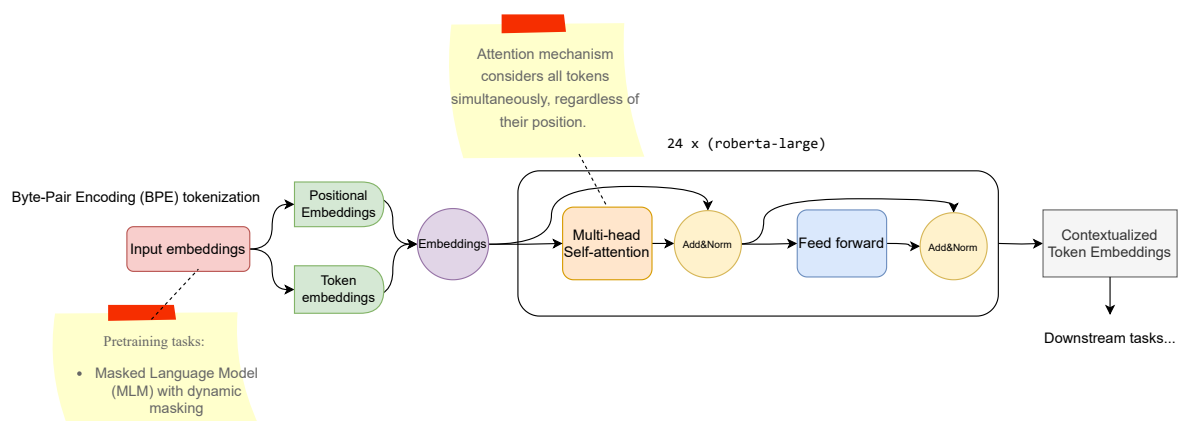 Attention mechanism
considers all tokens
simultaneously, regardless of
their position.
24 x (roberta-large)
Byte-Pair Encoding (BPE) tokenization
Input embeddings
Positional
Embeddings
Token
embeddings
Embeddings
Multi-head
Self-attention
Add&Norm
Feed forward
Add&Norm
Contextualized
Token Embeddings
Downstream tasks...
Pretraining tasks:
• Masked Language Model
(MLM) with dynamic
masking